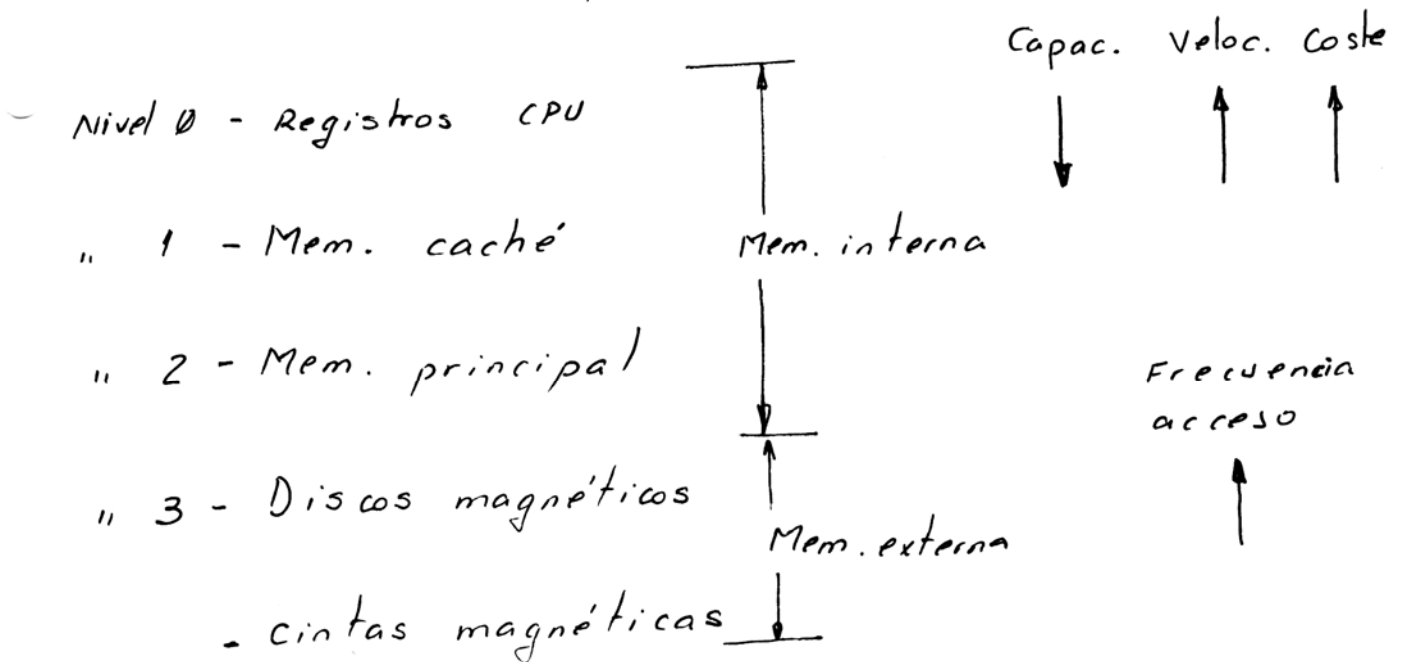 Capac. Veloc. Coste
Nivel 0 - Registros CPU
" 1 - Mem. caché
Mem. interna
" 2 - Mem. principal
Frecuencia
acceso
" 3 - Discos magnéticos
Mem. externa
- Cintas magnéticas